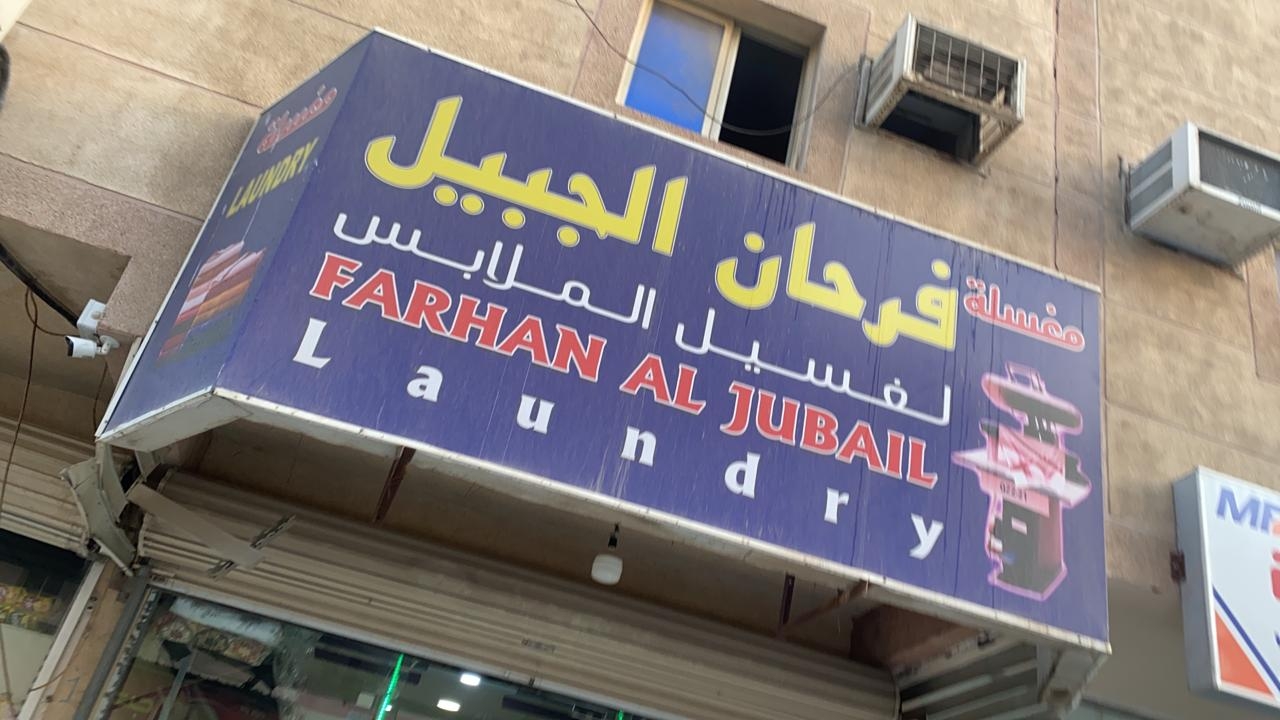 مغسلة
فرحان الجبيل
لغسيل الملابس
FARHAN AL JUBAIL
Laundry
مغسلة
LAUNDRY